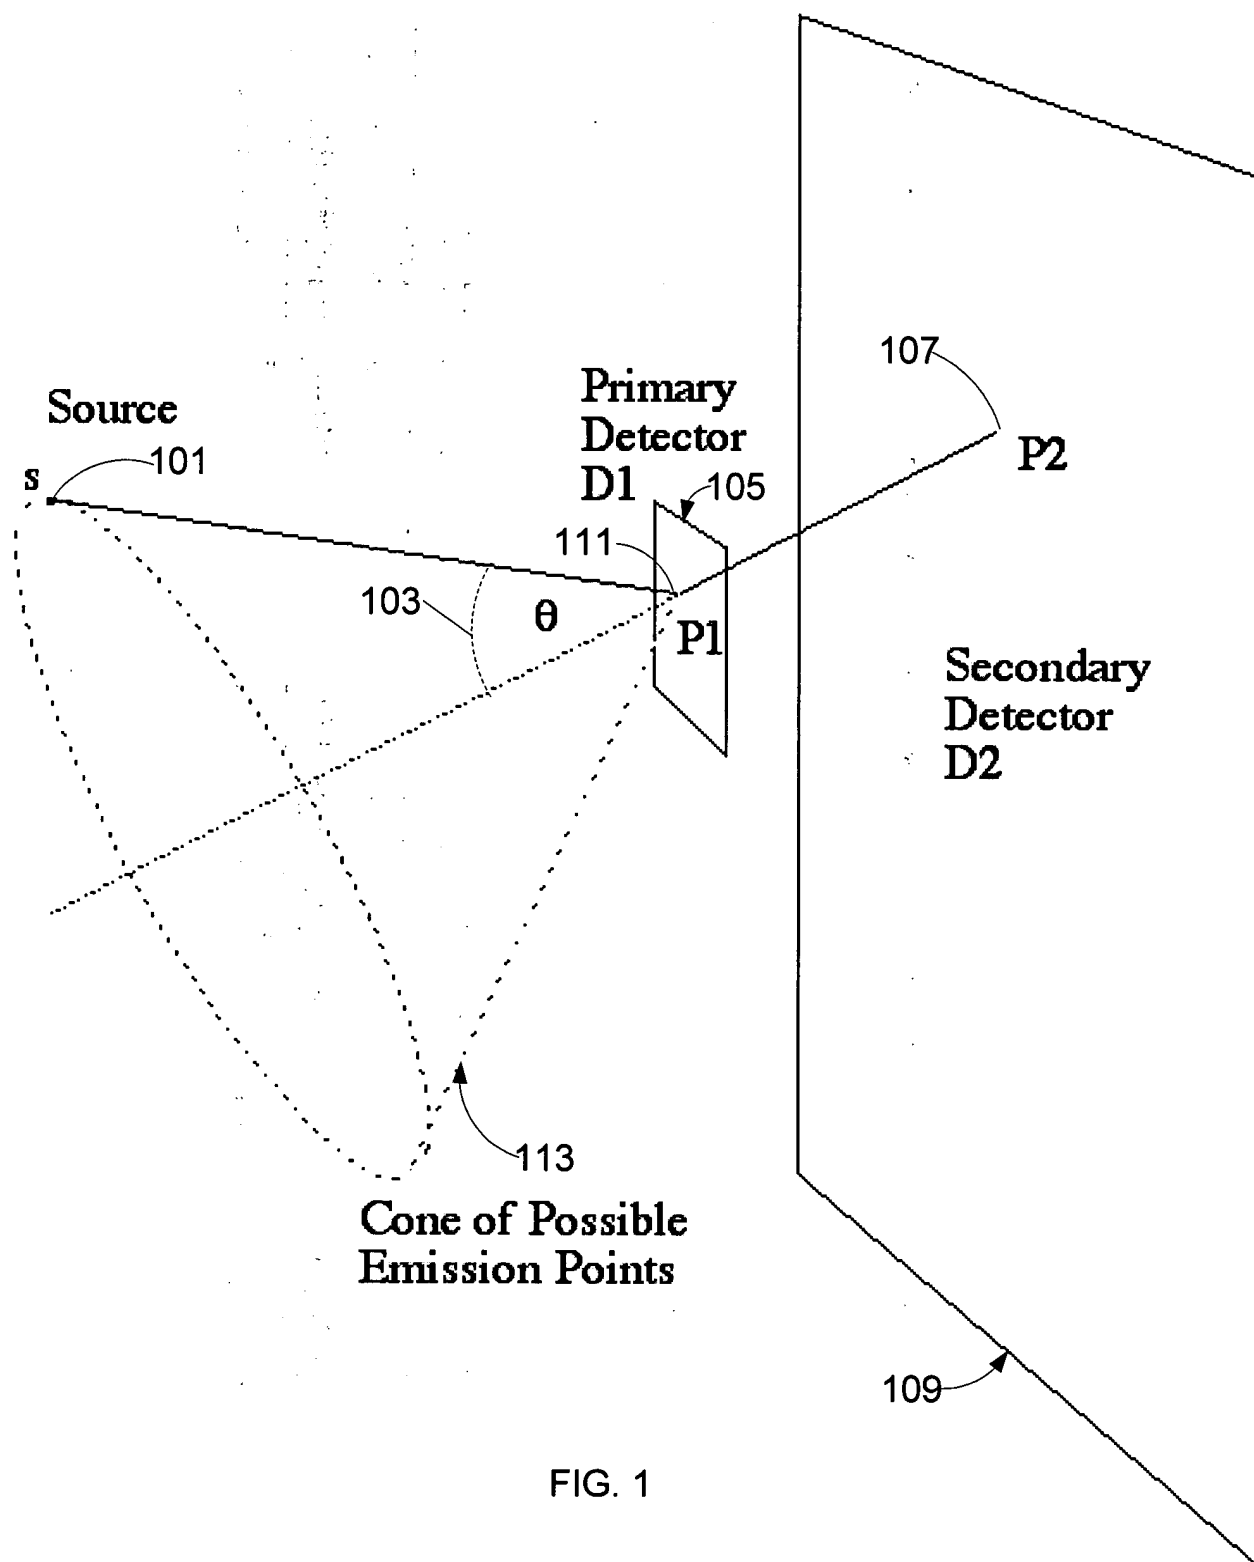 107
Primary
Detector
D1
Source
101
s
105
P2
111
103
θ
P1
Secondary
Detector
D2
113
Cone of Possible
Emission Points
109
FIG. 1